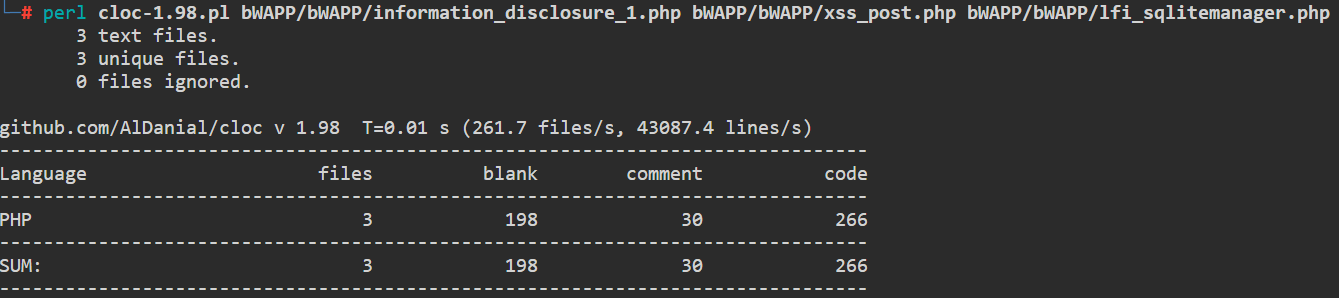 └─# perl cloc-1.98.pl bWAPP/bWAPP/information_disclosure_1.php bWAPP/bWAPP/xss_post.php bWAPP/bWAPP/lfi_sqlitemanager.php
       3 text files.
       3 unique files.
       0 files ignored.

github.com/AlDanial/cloc v 1.98  T=0.01 s (261.7 files/s, 43087.4 lines/s)
-------------------------------------------------------------------------------
Language                     files          blank        comment           code
-------------------------------------------------------------------------------
PHP                              3            198             30            266
-------------------------------------------------------------------------------
SUM:                             3            198             30            266
-------------------------------------------------------------------------------